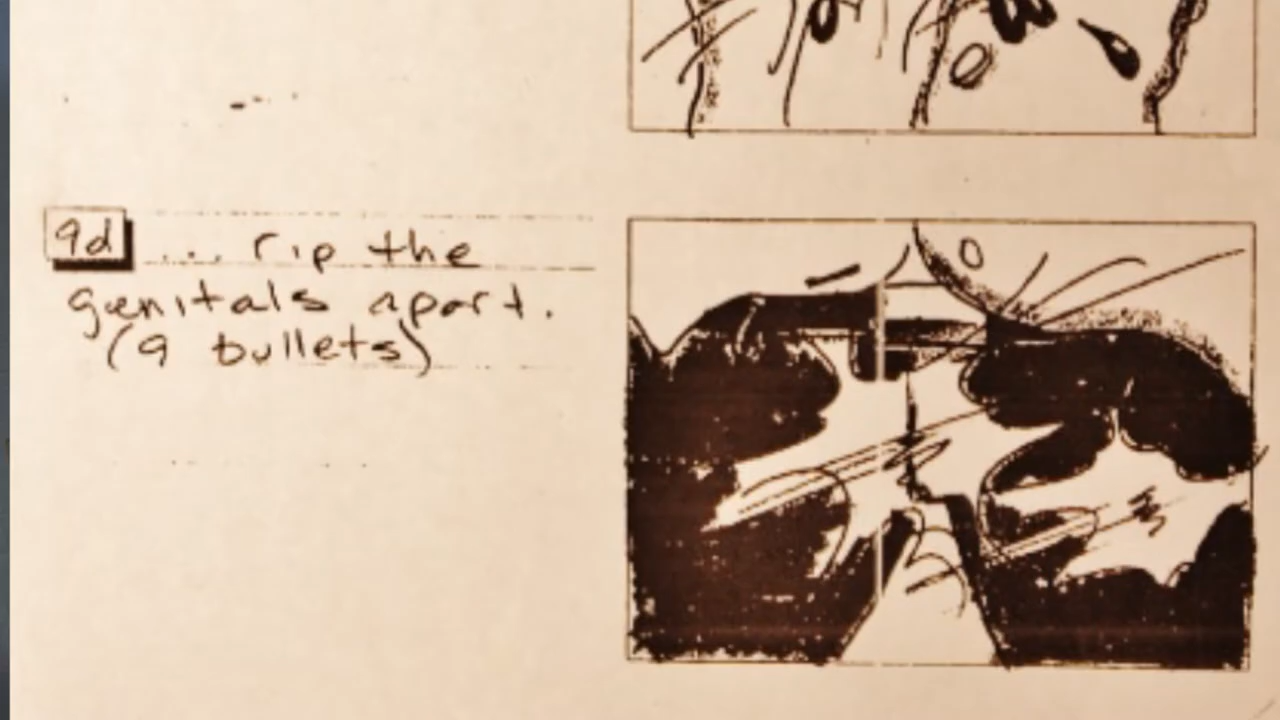 9d ... rip the
genitals apart.
(9 bullets)